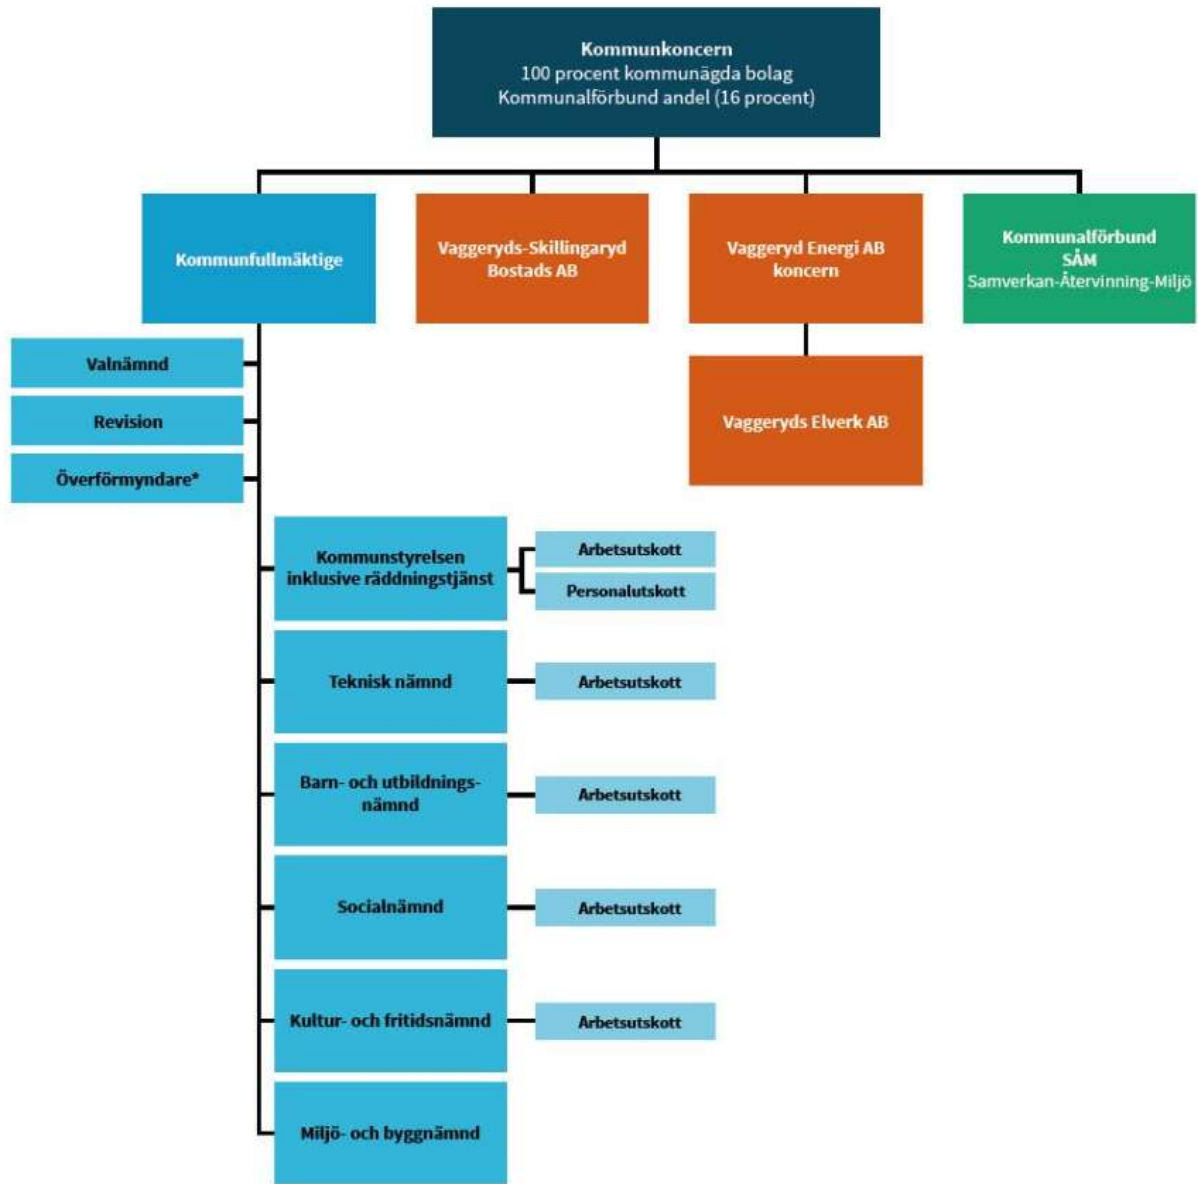 Kommunkoncern
100 procent kommunägda bolag
Kommunalförbund andel (16 procent)
Kommunfullmäktige
Vaggeryds-Skillingaryd
Bostads AB
Vaggeryd Energi AB
koncern
Kommunalförbund
SÅM
Samverkan-Återvinning-Miljö
Vaggeryds Elverk AB
Valnämnd
Revision
Överförmyndare*
Kommunstyrelsen
inklusive räddningstjänst
Arbetsutskott
Personalutskott
Teknisk nämnd
Arbetsutskott
Barn- och utbildnings-
nämnd
Arbetsutskott
Socialnämnd
Arbetsutskott
Kultur- och fritidsnämnd
Arbetsutskott
Miljö- och byggnämnd